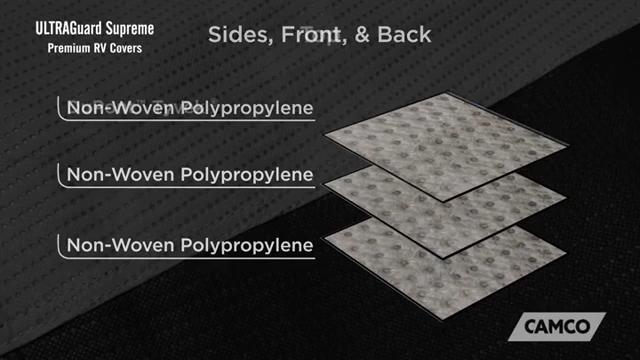 ULTRAGuard Supreme
Premium RV Covers
Sides, Front, & Back
Non-Woven Polypropylene
Non-Woven Polypropylene
Non-Woven Polypropylene
CAMCO